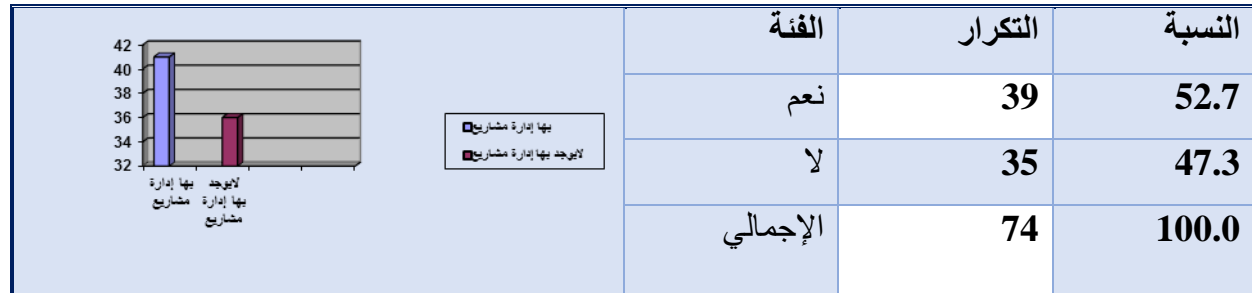 الفئة التكرار النسبة
نعم 39 52.7
لا 35 47.3
الإجمالي 74 100.0
42
40
38
36
34
32
بها إدارة مشاريع
لايوجد بها إدارة مشاريع
بها إدارة مشاريع
لايوجد بها إدارة مشاريع